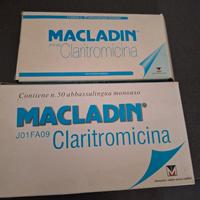 MACLADIN®
Claritromicina
Contiene n.50 abbassalingua monouso
MACLADIN®
J01FA09 Claritromicina